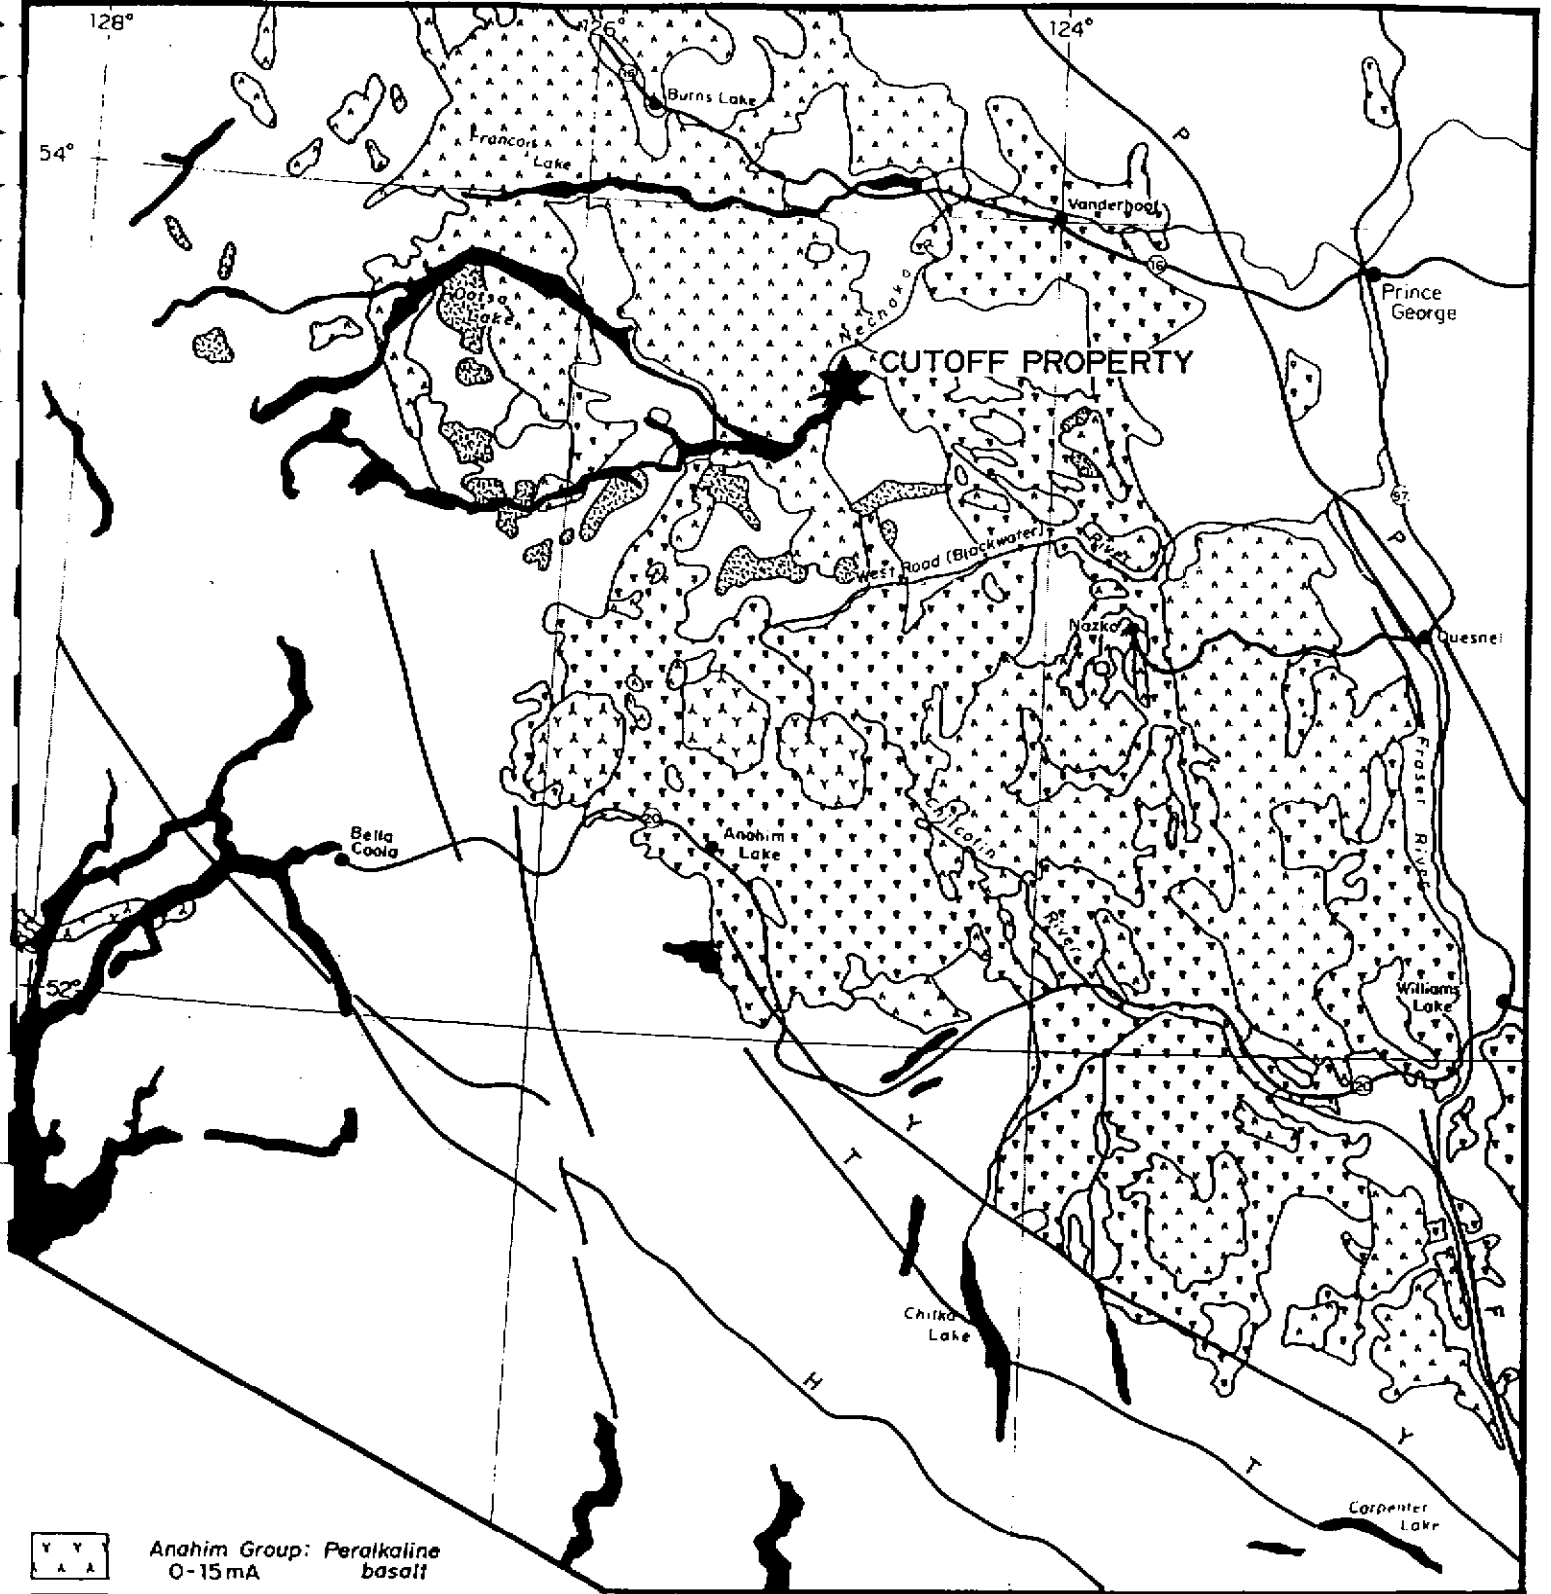 128°
126°
124°
16
Burns Lake
54°
Francois
Lake
Vanderhoof
16
Prince
George
Ootsa
Lake
Nechako
R
CUTOFF PROPERTY
97
West Road (Blackwater)
River
Nazko
Quesnel
Fraser River
Bella
Coola
20
Anahim
Lake
Chilcotin
River
52°
Williams
Lake
20
P
P
Y
T
H
Chilko
Lake
F
Y
T
Carpenter
Lake
Anahim Group: Peralkaline
0-15mA basalt